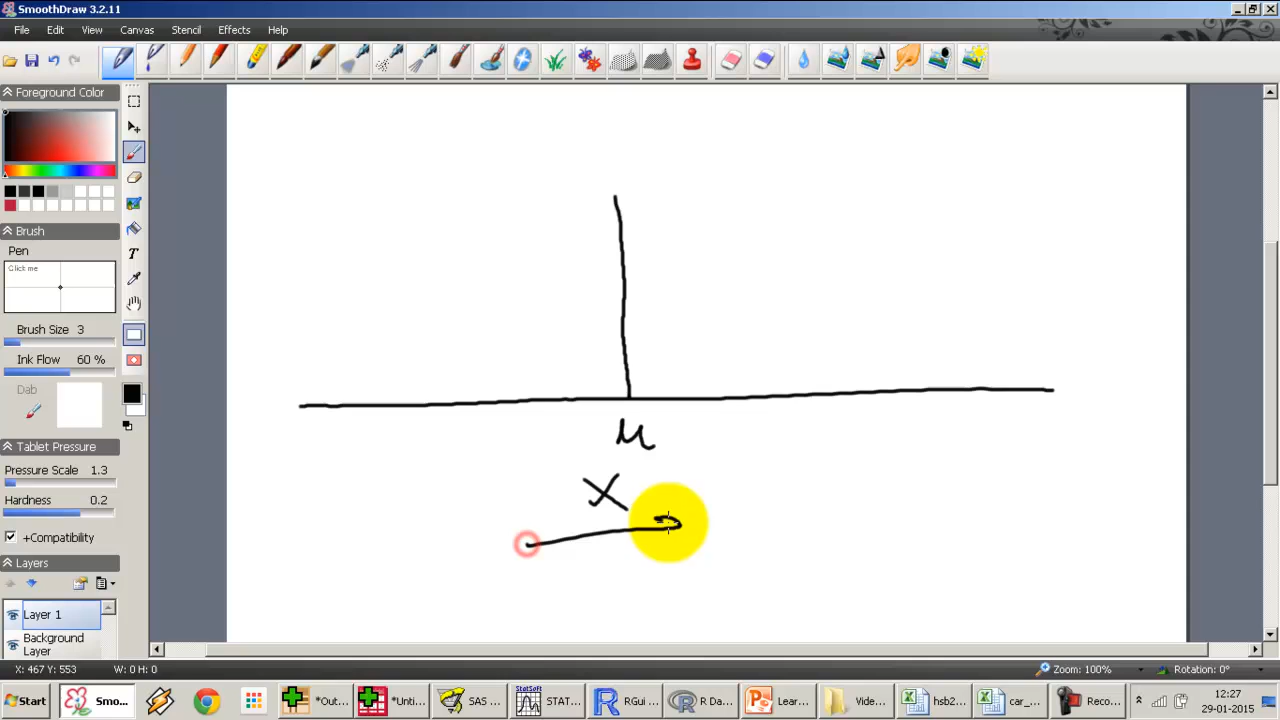 SmoothDraw 3.2.11
File Edit View Canvas Stencil Effects Help
Foreground Color
Brush
Pen
Click me
Brush Size 3
Ink Flow 60 %
Dab
Tablet Pressure
Pressure Scale 1.3
Hardness 0.2
+Compatibility
Layers
Layer 1
Background
Layer
μ
X
X: 467 Y: 553 W: 0 H: 0 Zoom: 100% Rotation: 0°
Start Smo... *Out... *Unti... SAS ... STAT... RGui ... R Da... Lear... Vide... hsb2... car_... Reco... 12:27
29-01-2015